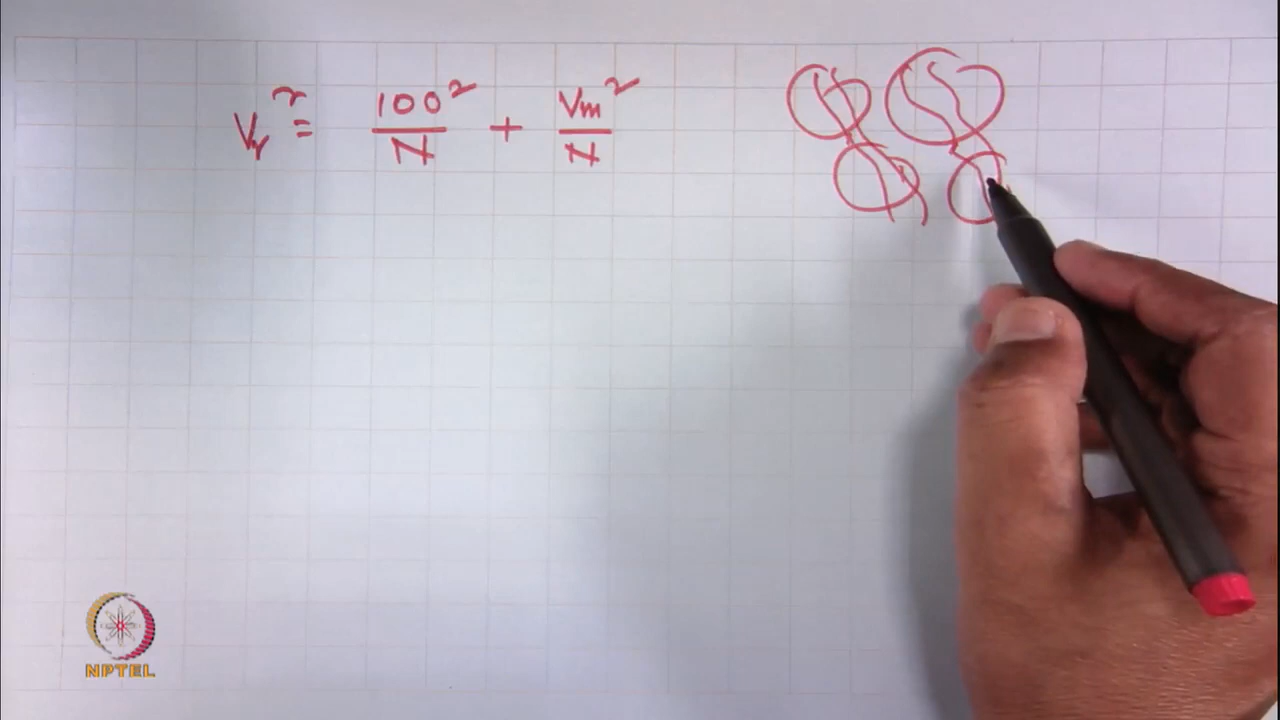 Vr² = 100²/N + Vm²/N
NPTEL